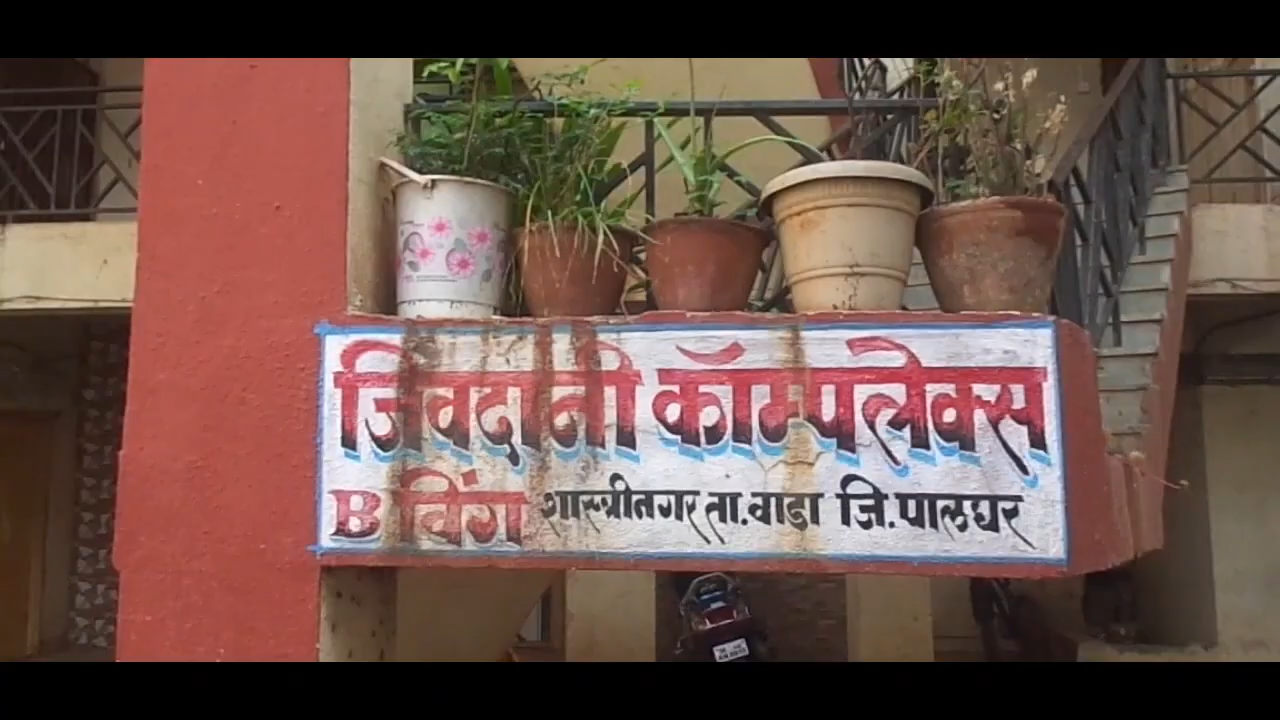 जिवदानी कॉम्पलेक्स
B विंग शास्त्रीनगर ता. वाडा जि. पालघर